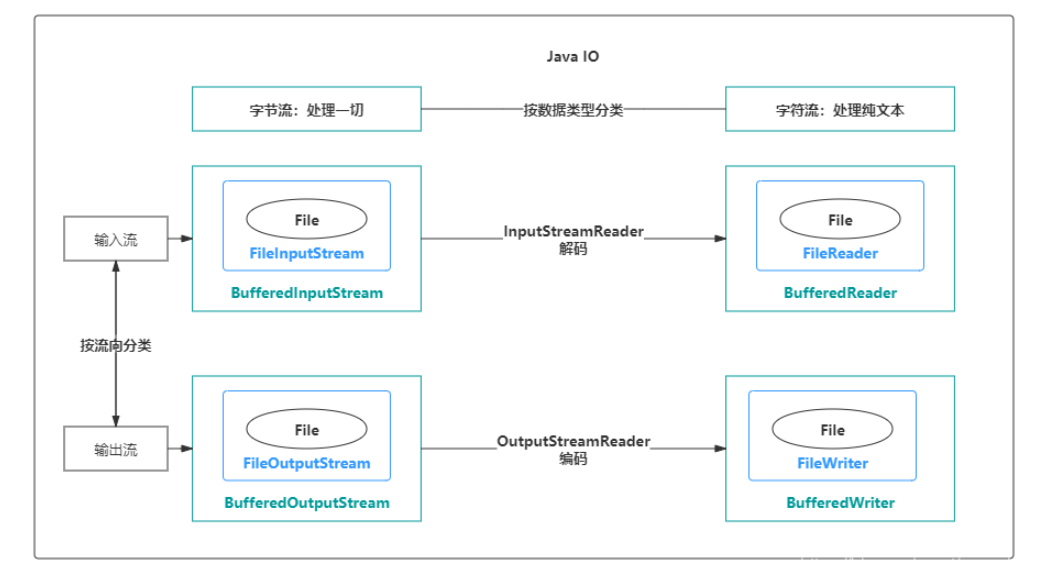 Java IO
字节流：处理一切
按数据类型分类
字符流：处理纯文本
输入流
File
FileInputStream
BufferedInputStream
InputStreamReader
解码
File
FileReader
BufferedReader
按流向分类
输出流
File
FileOutputStream
BufferedOutputStream
OutputStreamReader
编码
File
FileWriter
BufferedWriter